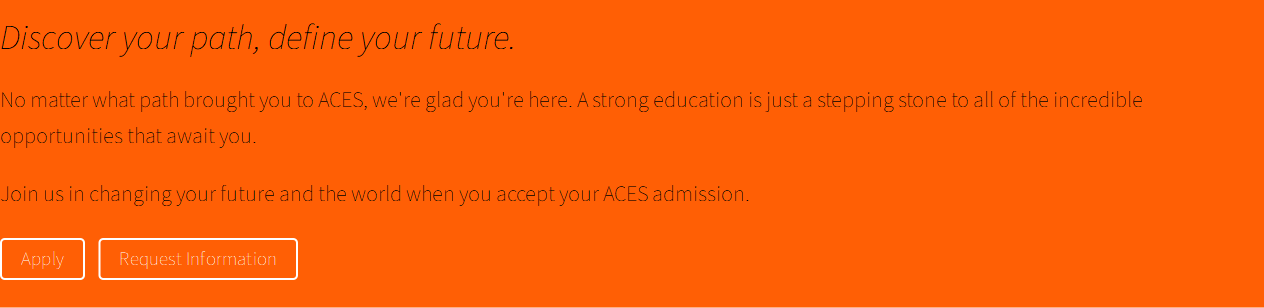 Discover your path, define your future.
No matter what path brought you to ACES, we're glad you're here. A strong education is just a stepping stone to all of the incredible
opportunities that await you.
Join us in changing your future and the world when you accept your ACES admission.
Apply Request Information